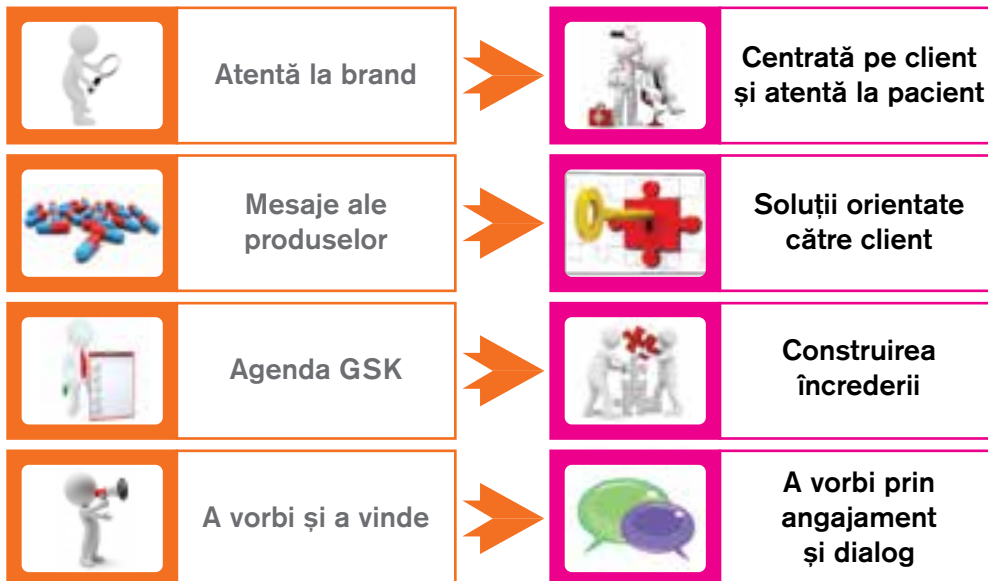 Atentă la brand
Centrată pe client
și atentă la pacient
Mesaje ale
produselor
Soluții orientate
către client
Agenda GSK
Construirea
încrederii
A vorbi și a vinde
A vorbi prin
angajament
și dialog